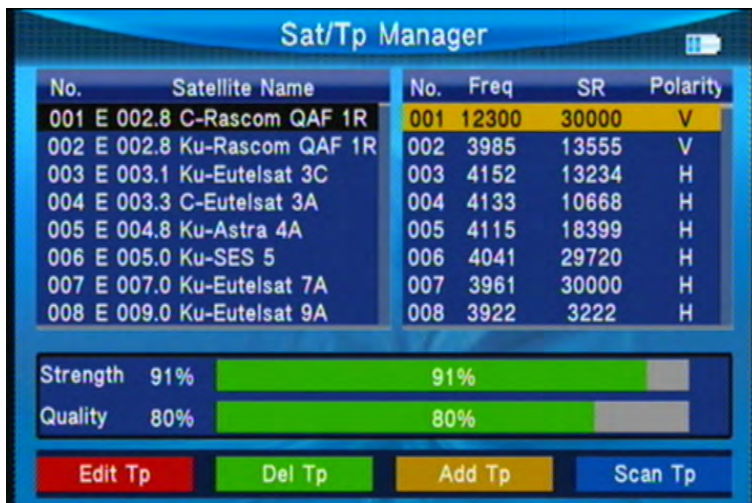 Sat/Tp Manager
No. Satellite Name
001 E 002.8 C-Rascom QAF 1R
002 E 002.8 Ku-Rascom QAF 1R
003 E 003.1 Ku-Eutelsat 3C
004 E 003.3 C-Eutelsat 3A
005 E 004.8 Ku-Astra 4A
006 E 005.0 Ku-SES 5
007 E 007.0 Ku-Eutelsat 7A
008 E 009.0 Ku-Eutelsat 9A
No. Freq SR Polarity
001 12300 30000 V
002 3985 13555 V
003 4152 13234 H
004 4133 10668 H
005 4115 18399 H
006 4041 29720 H
007 3961 30000 H
008 3922 3222 H
Strength 91% 91%
Quality 80% 80%
Edit Tp Del Tp Add Tp Scan Tp